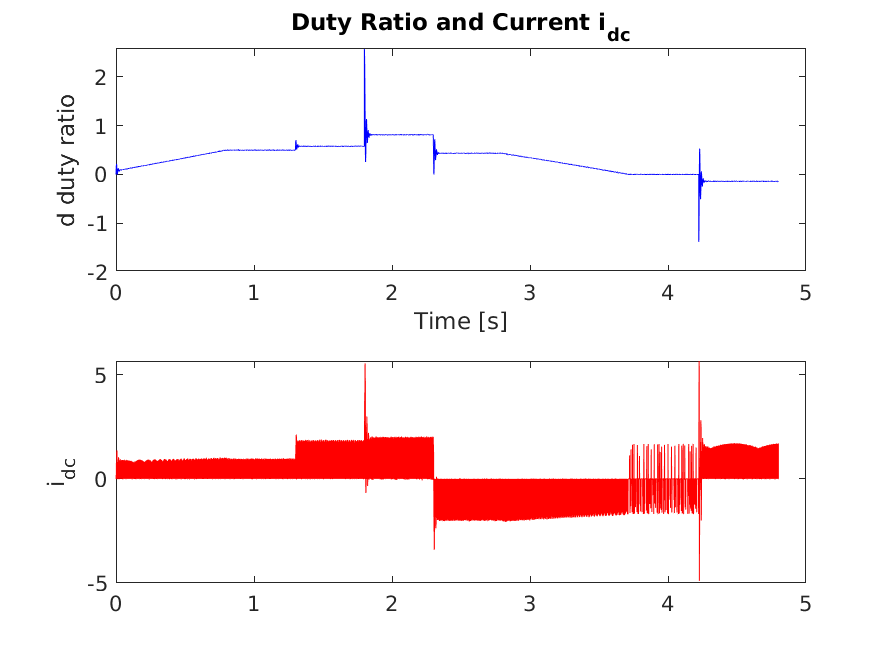 Duty Ratio and Current i_dc
d duty ratio
2
1
0
-1
-2
0 1 2 3 4 5
Time [s]
i_dc
5
0
-5
0 1 2 3 4 5